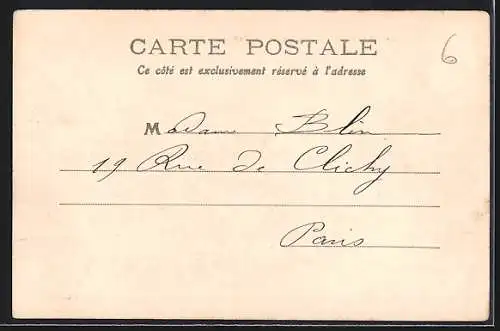 CARTE POSTALE
6
Ce côté est exclusivement réservé à l'adresse
Madame Blin
19 Rue de Clichy
Paris